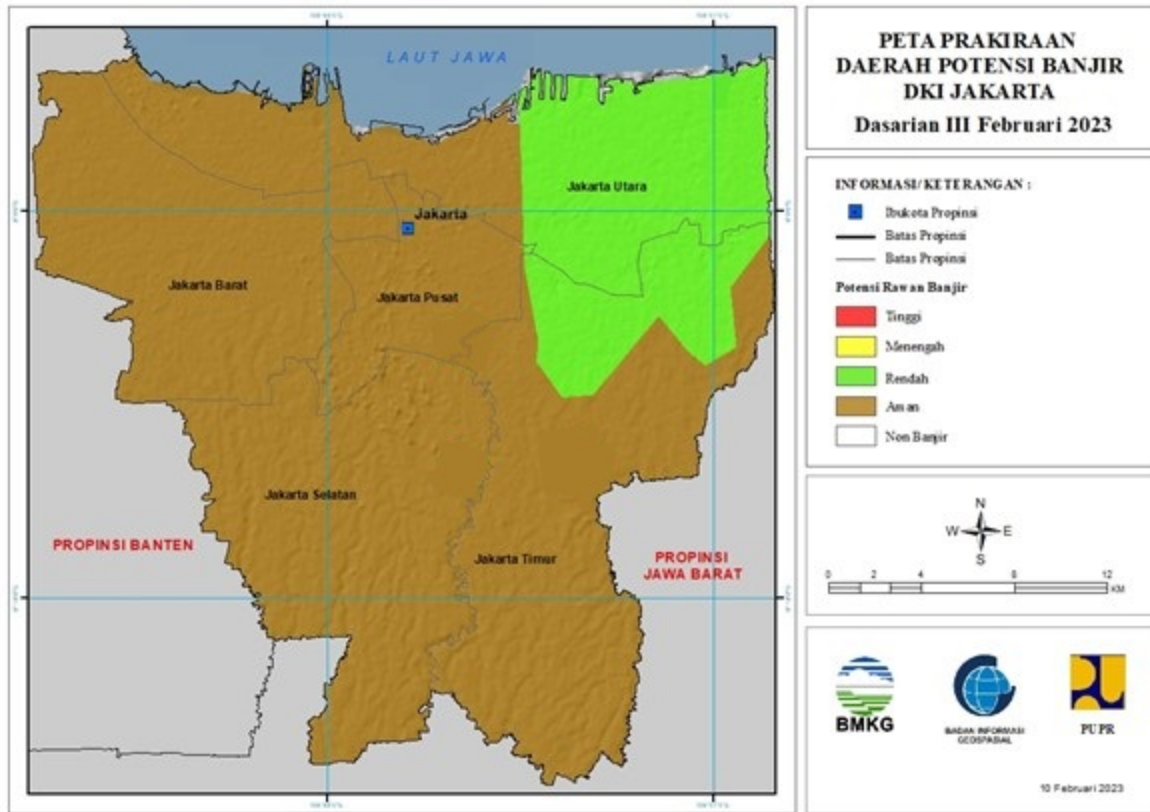 LAUT JAWA
Jakarta Utara
Jakarta
Jakarta Barat
Jakarta Pusat
Jakarta Selatan
Jakarta Timur
PROPINSI BANTEN
PROPINSI
JAWA BARAT
PETA PRAKIRAAN
DAERAH POTENSI BANJIR
DKI JAKARTA
Dasarian III Februari 2023
INFORMASI/KETERANGAN :
Ibukota Propinsi
Batas Propinsi
Batas Propinsi
Potensi Rawan Banjir
Tinggi
Menengah
Rendah
Aman
Non Banjir
N
W E
S
0 2 4 8 12
KM
BMKG
BADAN INFORMASI
GEOSPASIAL
PUPR
10 Februari 2023